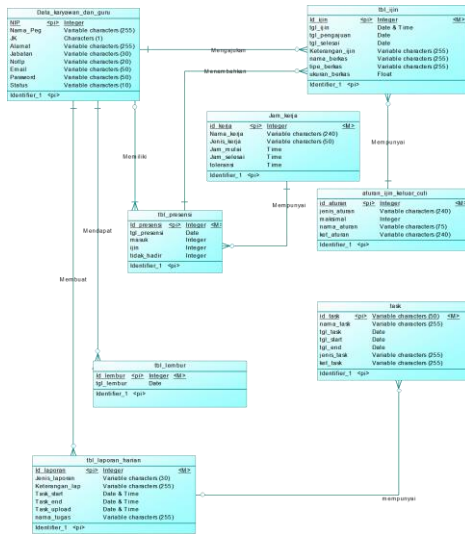 Data_karyawan_dan_guru
NIP <pi> Integer
Nama_Peg Variable characters (255)
JK Characters (1)
Alamat Variable characters (255)
Jabatan Variable characters (30)
Notlp Variable characters (20)
Email Variable characters (50)
Password Variable characters (50)
Status Variable characters (10)
Identifier_1 <pi>
tbl_ijin
id_ijin <pi> Integer <M>
tgl_ijin Date & Time
tgl_pengajuan Date
tgl_selesai Date
Keterangan_ijin Variable characters (255)
nama_berkas Variable characters (255)
tipe_berkas Variable characters (255)
ukuran_berkas Float
Identifier_1 <pi>
Mengajukan
Menambahkan
Jam_kerja
id_kerja <pi> Integer <M>
Nama_kerja Variable characters (240)
Jenis_kerja Variable characters (50)
Jam_mulai Time
Jam_selesai Time
toleransi Time
Identifier_1 <pi>
Mempunyai
Memiliki
aturan_ijin_keluar_cuti
id_aturan <pi> Integer <M>
jenis_aturan Variable characters (240)
maksimal Integer
nama_aturan Variable characters (75)
ket_aturan Variable characters (240)
Identifier_1 <pi>
Mempunyai
tbl_presensi
Id_presensi <pi> Integer <M>
tgl_presensi Date
masuk Integer
ijin Integer
tidak_hadir Integer
Identifier_1 <pi>
Mendapat
Membuat
task
id_task <pi> Variable characters (50) <M>
nama_task Variable characters (255)
tgl_task Date
tgl_start Date
tgl_end Date
jenis_task Variable characters (255)
ket_task Variable characters (255)
Identifier_1 <pi>
tbl_lembur
id_lembur <pi> Integer <M>
tgl_lembur Date
Identifier_1 <pi>
tbl_laporan_harian
Id_laporan <pi> Integer <M>
Jenis_laporan Variable characters (30)
Keterangan_lap Variable characters (255)
Task_start Date & Time
Task_end Date & Time
Task_upload Date & Time
nama_tugas Variable characters (255)
Identifier_1 <pi>
mempunyai